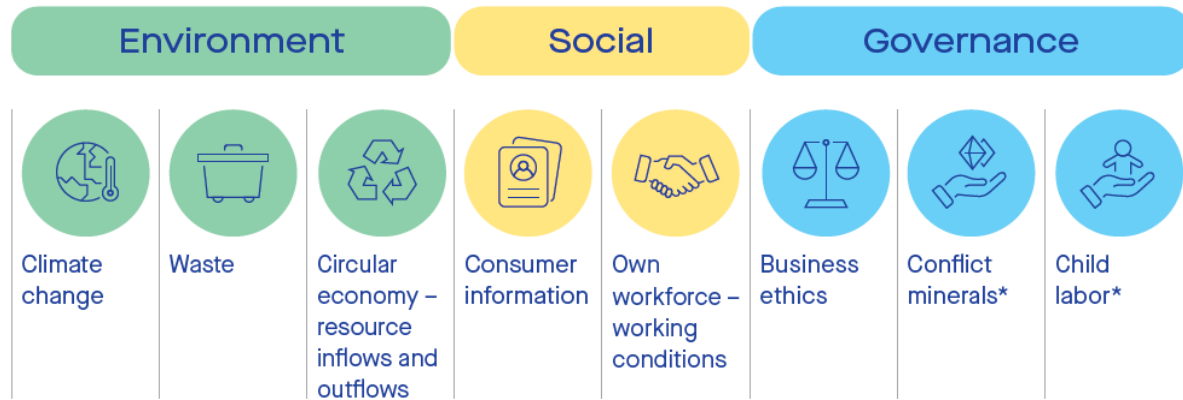 Environment
Social
Governance
Climate
change
Waste
Circular
economy –
resource
inflows and
outflows
Consumer
information
Own
workforce –
working
conditions
Business
ethics
Conflict
minerals*
Child
labor*